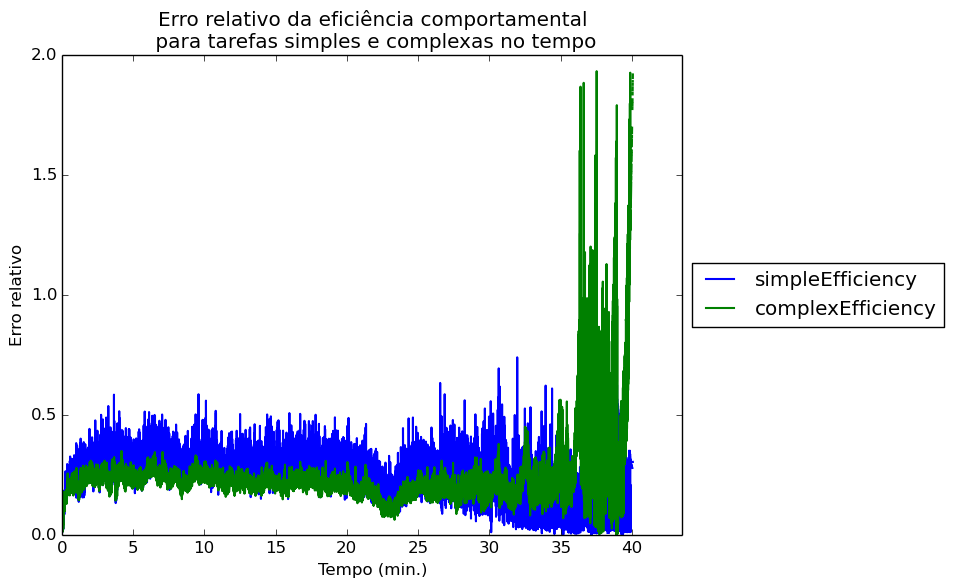 Erro relativo da eficiência comportamental
para tarefas simples e complexas no tempo
2.0
1.5
1.0
0.5
0.0
Erro relativo
0 5 10 15 20 25 30 35 40
Tempo (min.)
simpleEfficiency
complexEfficiency